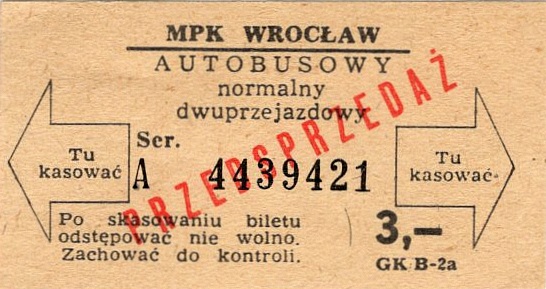 MPK WROCŁAW
AUTOBUSOWY
normalny
dwuprzejazdowy
PRZEDSPRZEDAŻ
Tu
kasować
Ser.
A 4439421
Tu
kasować
Po skasowaniu biletu
odstępować nie wolno.
Zachować do kontroli.
3,—
GK B-2a